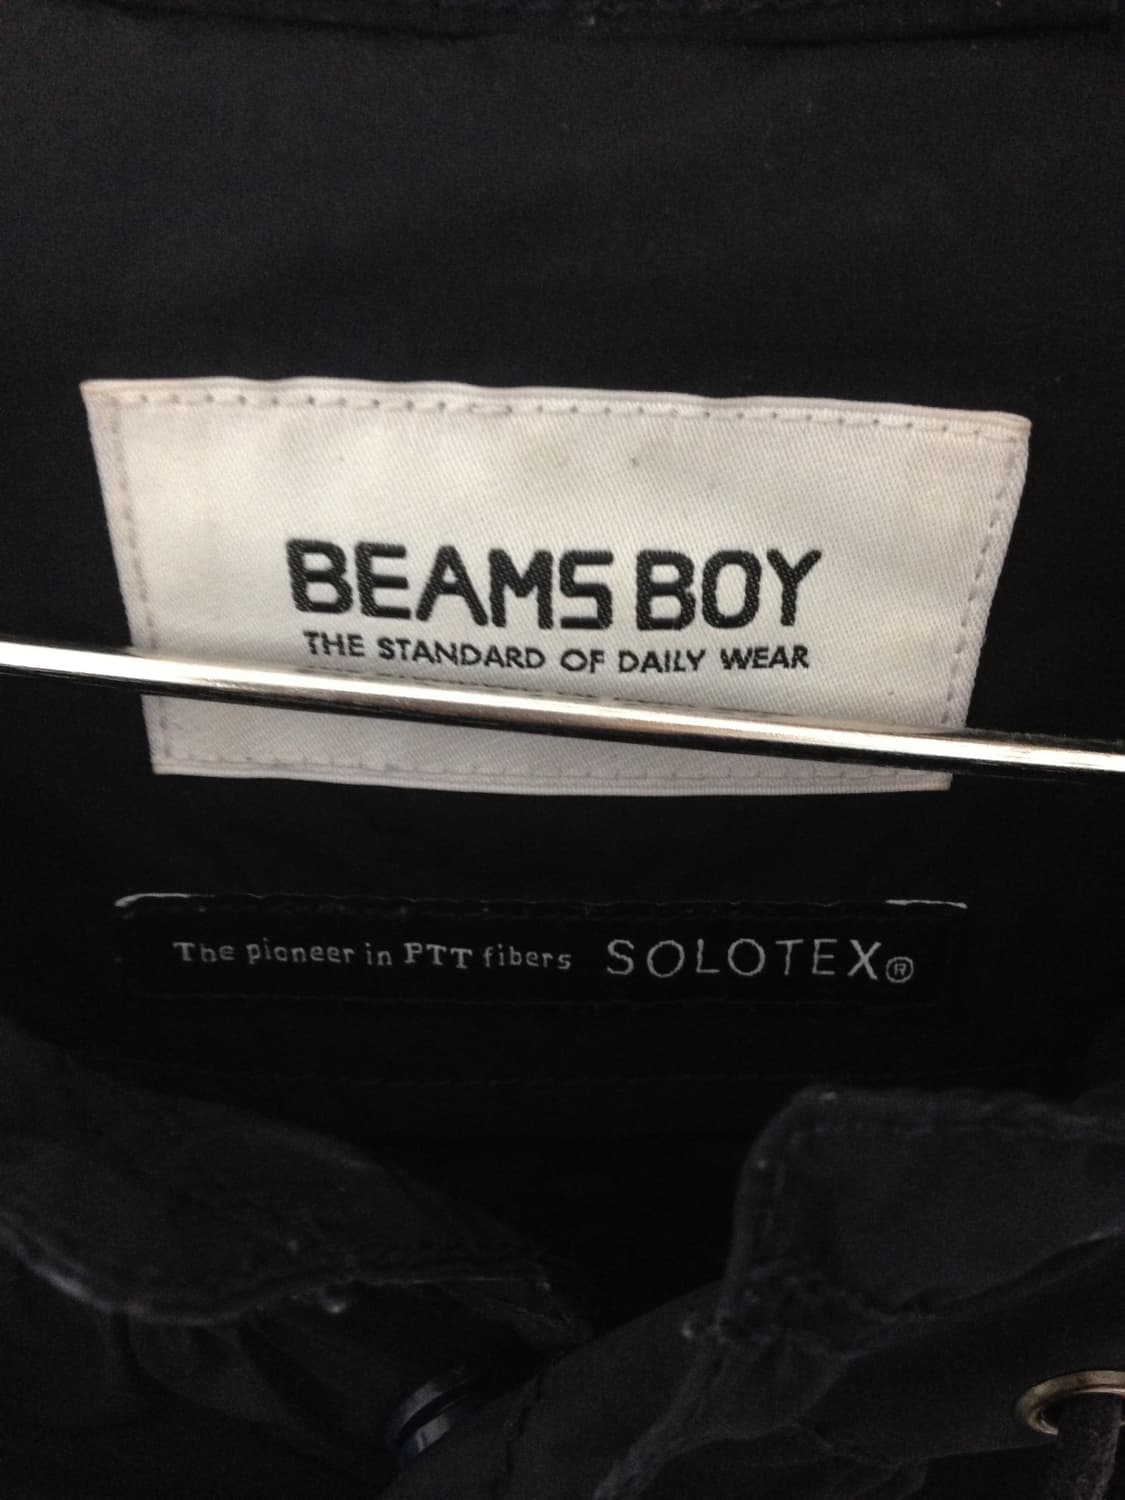 BEAMS BOY
THE STANDARD OF DAILY WEAR
The pioneer in PTT fibers SOLOTEX®